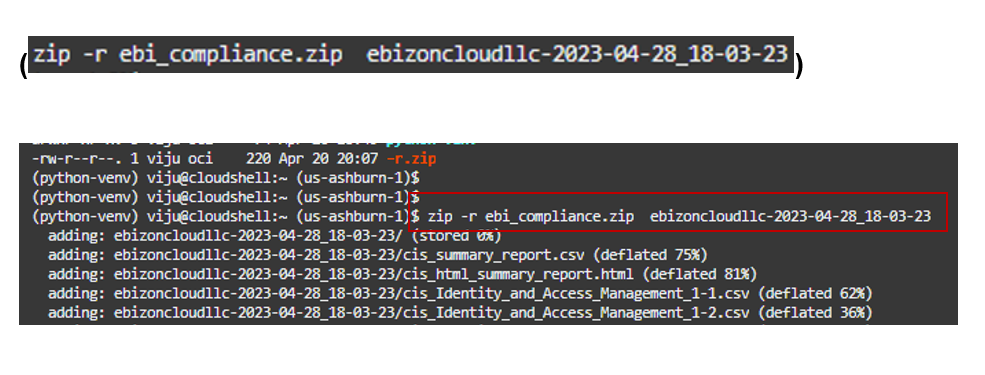 (zip -r ebi_compliance.zip  ebizoncloudllc-2023-04-28_18-03-23)
-rw-r--r--. 1 viju oci    220 Apr 20 20:07 -r.zip
(python-venv) viju@cloudshell:~ (us-ashburn-1)$
(python-venv) viju@cloudshell:~ (us-ashburn-1)$
(python-venv) viju@cloudshell:~ (us-ashburn-1)$ zip -r ebi_compliance.zip  ebizoncloudllc-2023-04-28_18-03-23
  adding: ebizoncloudllc-2023-04-28_18-03-23/ (stored 0%)
  adding: ebizoncloudllc-2023-04-28_18-03-23/cis_summary_report.csv (deflated 75%)
  adding: ebizoncloudllc-2023-04-28_18-03-23/cis_html_summary_report.html (deflated 81%)
  adding: ebizoncloudllc-2023-04-28_18-03-23/cis_Identity_and_Access_Management_1-1.csv (deflated 62%)
  adding: ebizoncloudllc-2023-04-28_18-03-23/cis_Identity_and_Access_Management_1-2.csv (deflated 36%)